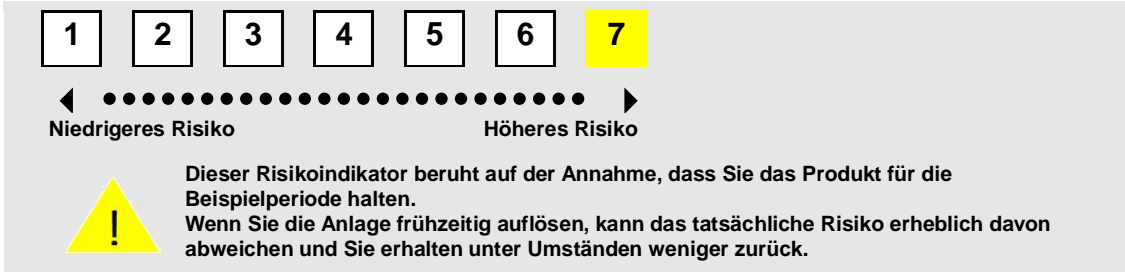 1 2 3 4 5 6 7
Niedrigeres Risiko Höheres Risiko
Dieser Risikoindikator beruht auf der Annahme, dass Sie das Produkt für die
Beispielperiode halten.
Wenn Sie die Anlage frühzeitig auflösen, kann das tatsächliche Risiko erheblich davon
abweichen und Sie erhalten unter Umständen weniger zurück.
!